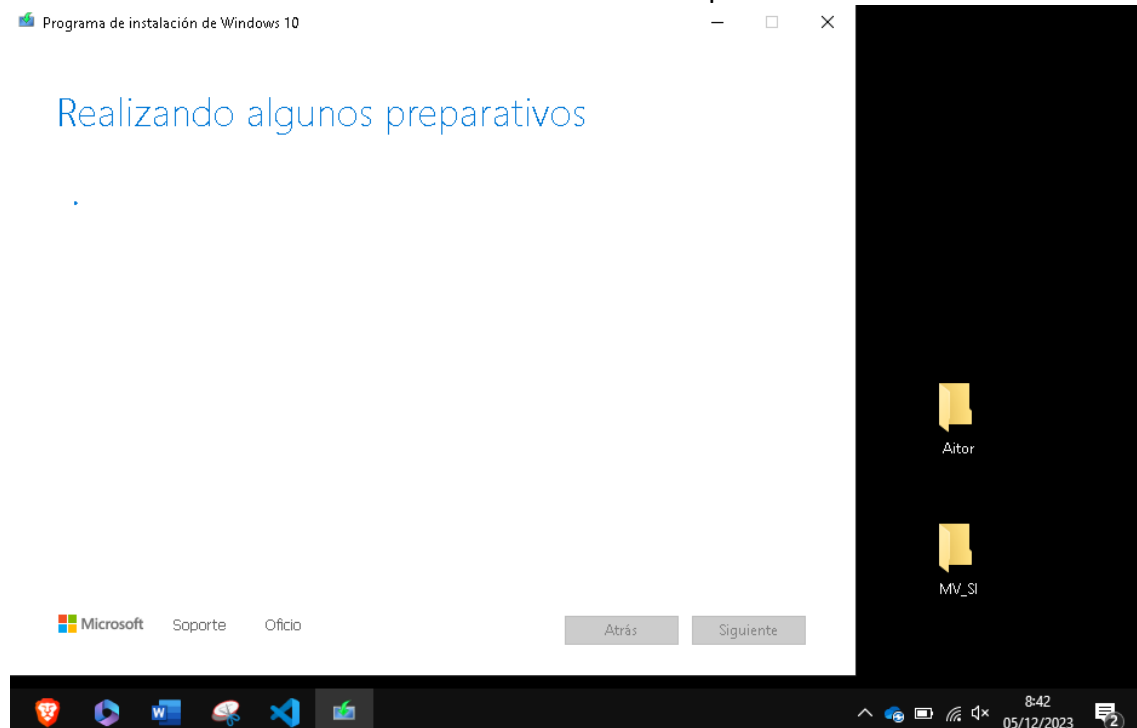 Programa de instalación de Windows 10
Realizando algunos preparativos
Aitor
MV_SI
Microsoft Soporte Oficio
Atrás Siguiente
W
8:42
05/12/2023
2